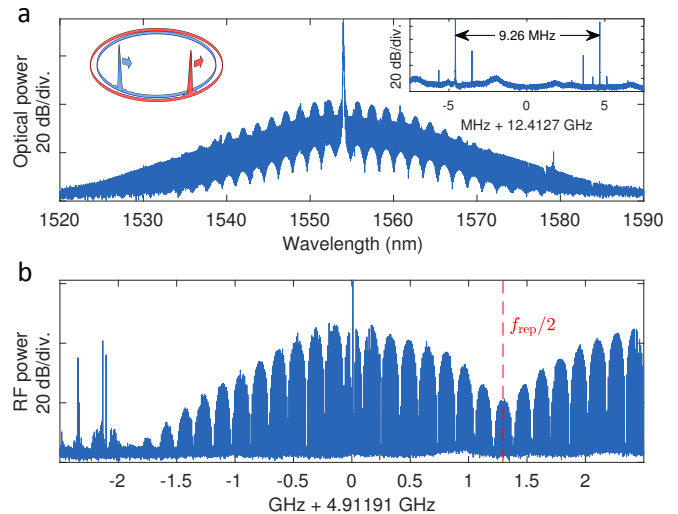 a
Optical power
20 dB/div.
20 dB/div.
9.26 MHz
-5 0 5
MHz + 12.4127 GHz
1520 1530 1540 1550 1560 1570 1580 1590
Wavelength (nm)
b
RF power
20 dB/div.
f_rep/2
-2 -1.5 -1 -0.5 0 0.5 1 1.5 2
GHz + 4.91191 GHz